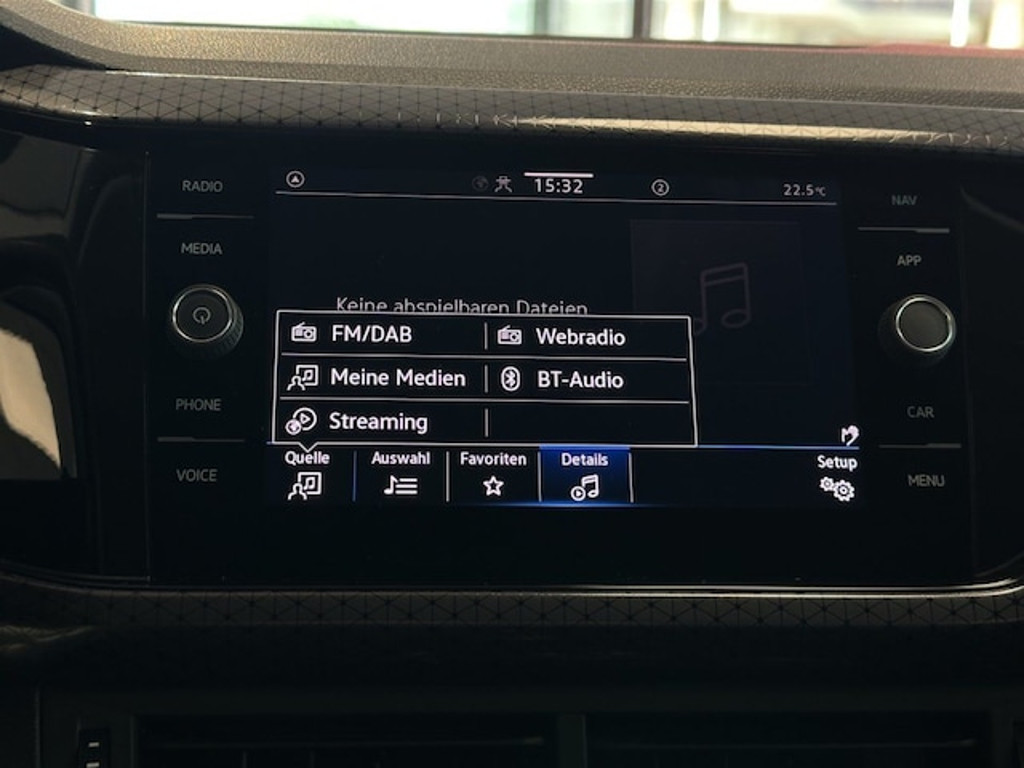 RADIO
MEDIA
PHONE
VOICE
15:32
2
22.5°C
Keine abspielbaren Dateien
FM/DAB
Webradio
Meine Medien
BT-Audio
Streaming
Quelle
Auswahl
Favoriten
Details
Setup
NAV
APP
CAR
MENU